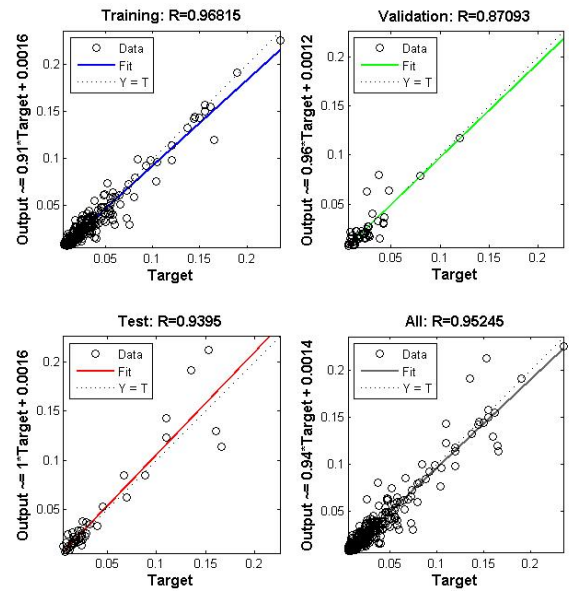 Training: R=0.96815
Output ~= 0.91*Target + 0.0016
0.2
0.15
0.1
0.05
Data
Fit
Y = T
0.05 0.1 0.15 0.2
Target
Validation: R=0.87093
Output ~= 0.96*Target + 0.0012
0.2
0.15
0.1
0.05
Data
Fit
Y = T
0.05 0.1 0.15 0.2
Target
Test: R=0.9395
Output ~= 1*Target + 0.0016
0.2
0.15
0.1
0.05
Data
Fit
Y = T
0.05 0.1 0.15 0.2
Target
All: R=0.95245
Output ~= 0.94*Target + 0.0014
0.2
0.15
0.1
0.05
Data
Fit
Y = T
0.05 0.1 0.15 0.2
Target